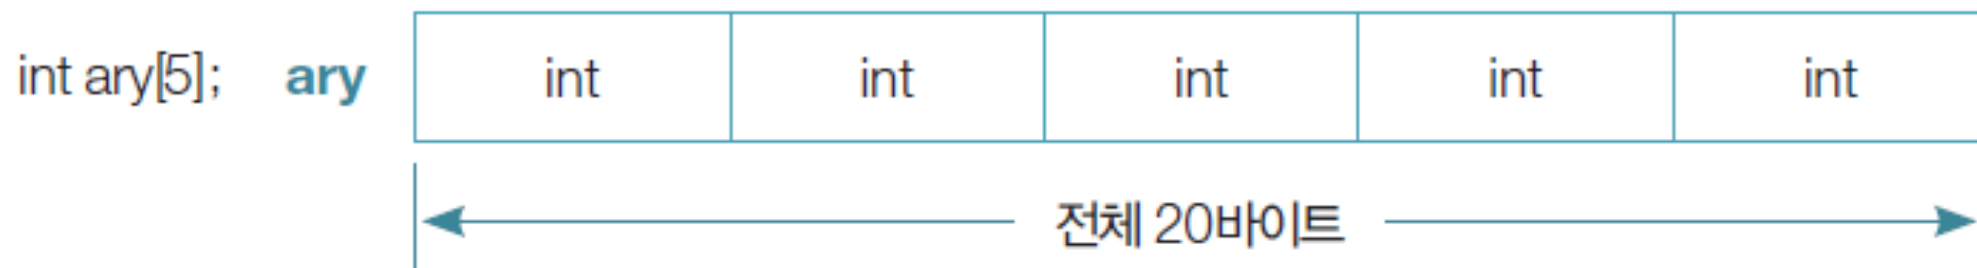 int ary[5]; ary int int int int int
전체 20바이트